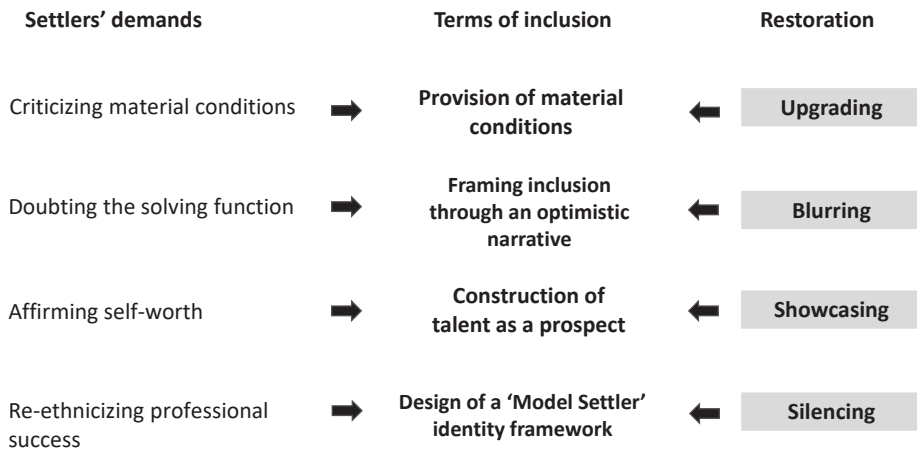 Settlers’ demands
Terms of inclusion
Restoration
Criticizing material conditions
Provision of material
conditions
Upgrading
Doubting the solving function
Framing inclusion
through an optimistic
narrative
Blurring
Affirming self-worth
Construction of
talent as a prospect
Showcasing
Re-ethnicizing professional
success
Design of a ‘Model Settler’
identity framework
Silencing